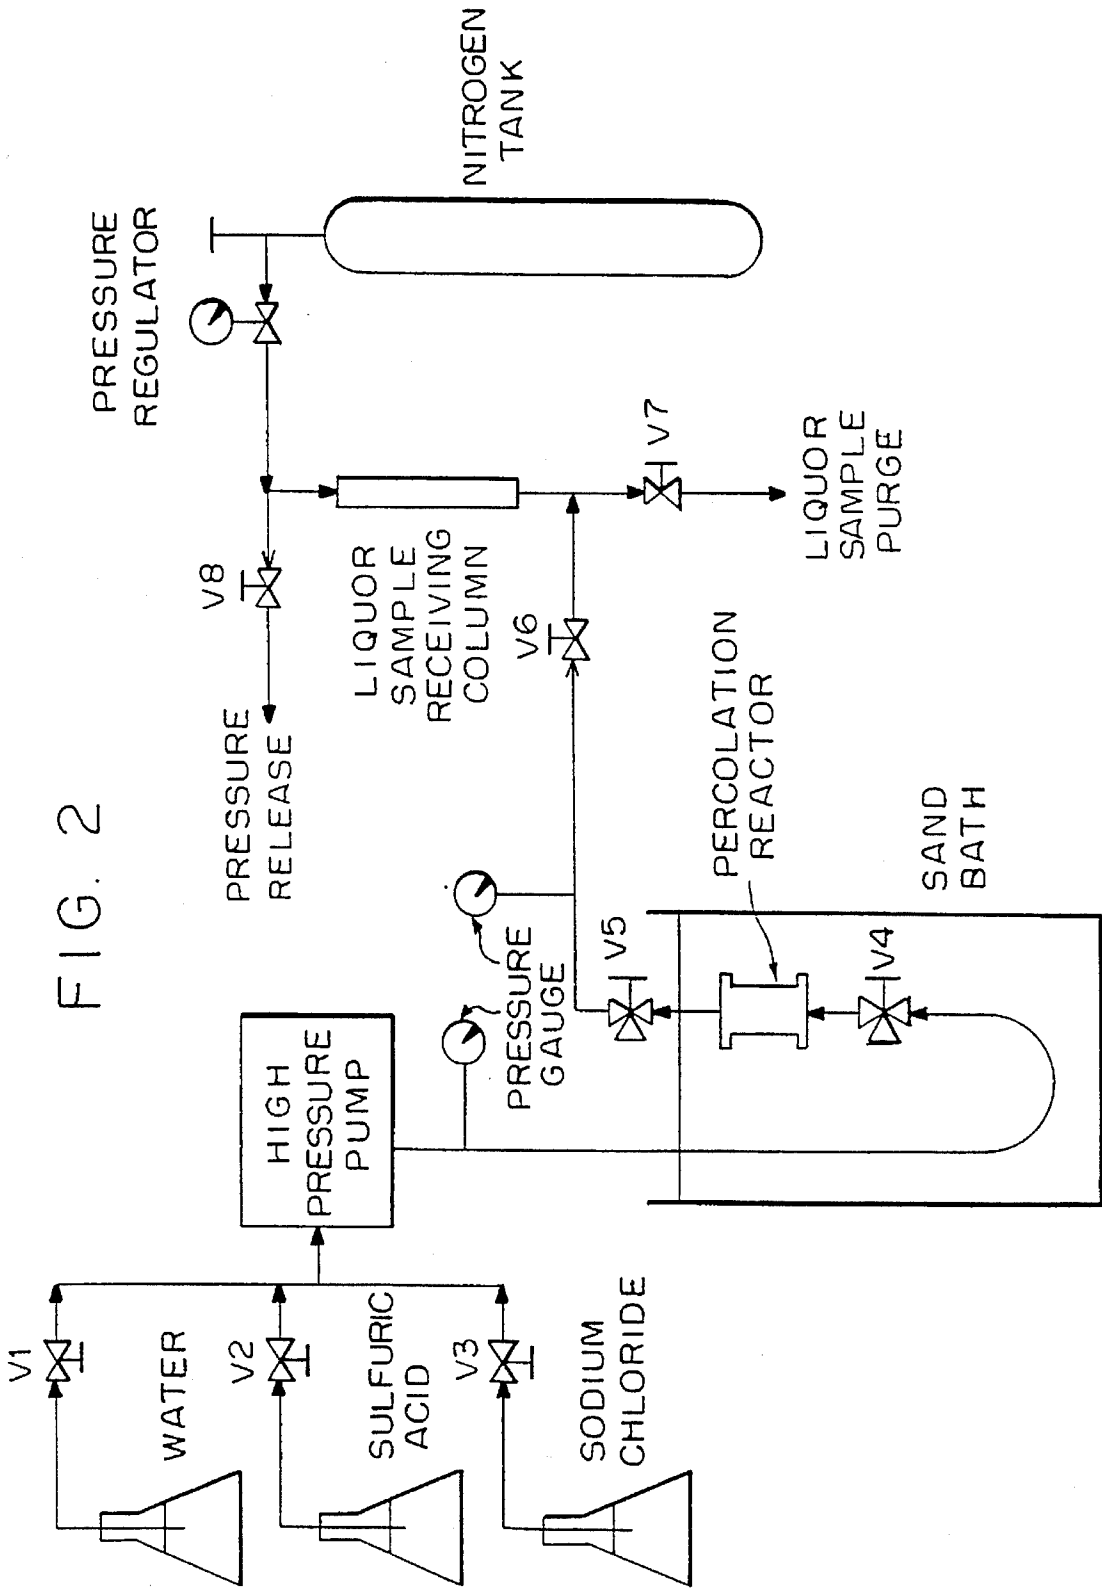 FIG. 2
V1
WATER
V2
SULFURIC
ACID
V3
SODIUM
CHLORIDE
HIGH
PRESSURE
PUMP
PRESSURE
GAUGE
V5
V4
PERCOLATION
REACTOR
SAND
BATH
PRESSURE
RELEASE
V8
LIQUOR
SAMPLE
RECEIVING
COLUMN
V6
V7
LIQUOR
SAMPLE
PURGE
PRESSURE
REGULATOR
NITROGEN
TANK